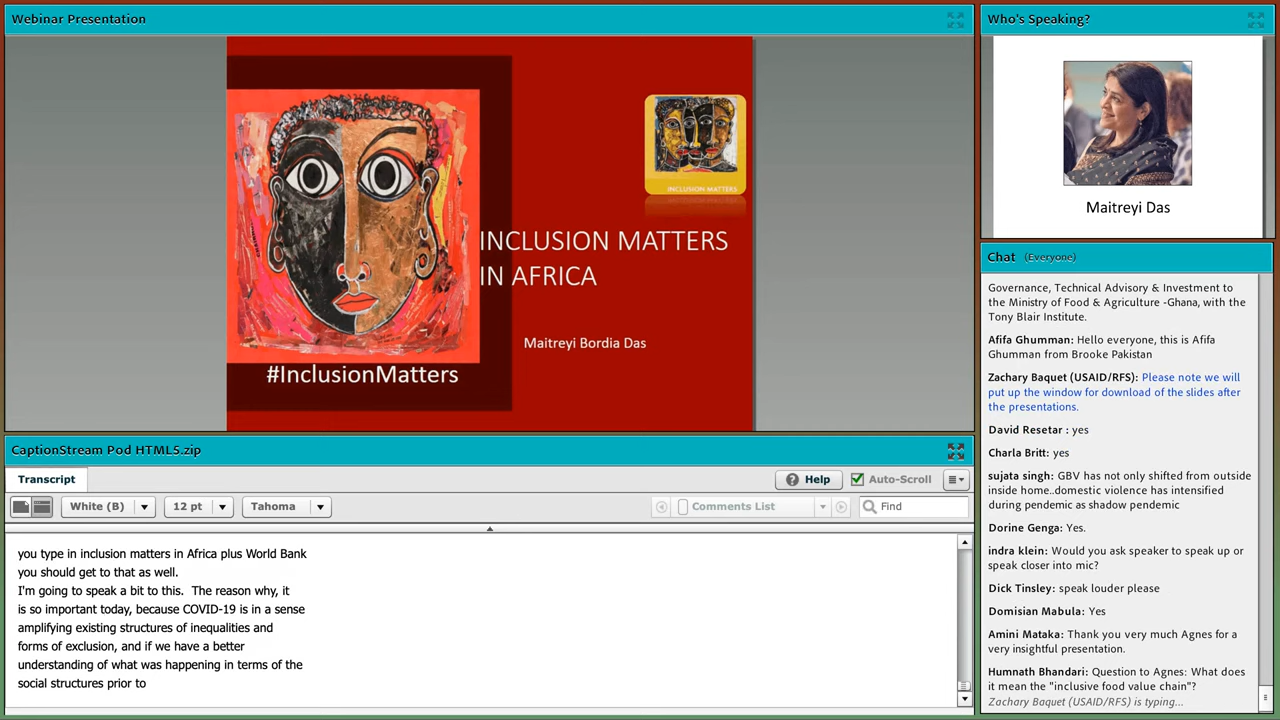 Webinar Presentation
INCLUSION MATTERS
INCLUSION MATTERS
IN AFRICA
Maitreyi Bordia Das
#InclusionMatters
Who's Speaking?
Maitreyi Das
CaptionStream Pod HTML5.zip
Transcript
Help
Auto-Scroll
White (B)
12 pt
Tahoma
Comments List
Find
you type in inclusion matters in Africa plus World Bank
you should get to that as well.
I'm going to speak a bit to this.  The reason why, it
is so important today, because COVID-19 is in a sense
amplifying existing structures of inequalities and
forms of exclusion, and if we have a better
understanding of what was happening in terms of the
social structures prior to
Chat (Everyone)
Governance, Technical Advisory & Investment to
the Ministry of Food & Agriculture -Ghana, with the
Tony Blair Institute.
Afifa Ghumman: Hello everyone, this is Afifa
Ghumman from Brooke Pakistan
Zachary Baquet (USAID/RFS): Please note we will
put up the window for download of the slides after
the presentations.
David Resetar : yes
Charla Britt: yes
sujata singh: GBV has not only shifted from outside
inside home..domestic violence has intensified
during pendemic as shadow pendemic
Dorine Genga: Yes.
indra klein: Would you ask speaker to speak up or
speak closer into mic?
Dick Tinsley: speak louder please
Domisian Mabula: Yes
Amini Mataka: Thank you very much Agnes for a
very insightful presentation.
Humnath Bhandari: Question to Agnes: What does
it mean the "inclusive food value chain"?
Zachary Baquet (USAID/RFS) is typing...